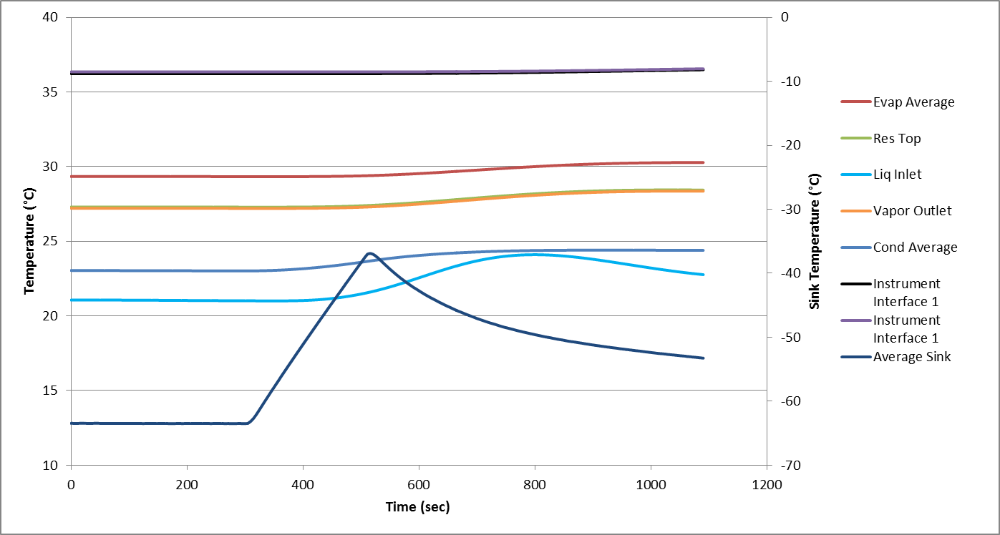 40
35
30
25
20
15
10
Temperature (°C)
0
200
400
600
800
1000
1200
Time (sec)
0
-10
-20
-30
-40
-50
-60
-70
Sink Temperature (°C)
Evap Average
Res Top
Liq Inlet
Vapor Outlet
Cond Average
Instrument
Interface 1
Instrument
Interface 1
Average Sink